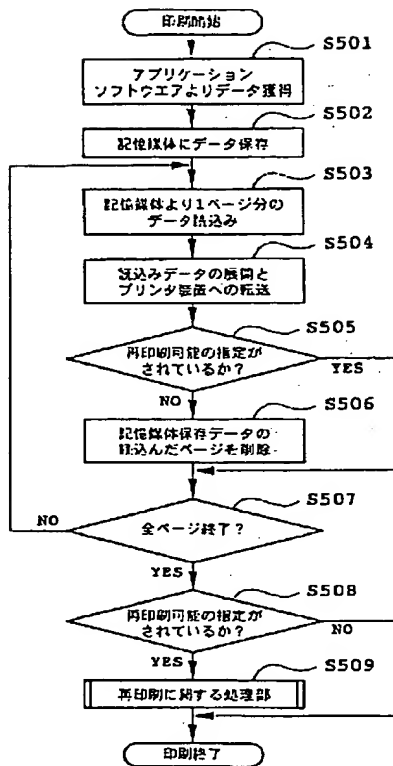 印刷開始
S501
アプリケーション
ソフトウエアよりデータ獲得
S502
記憶媒体にデータ保存
S503
記憶媒体より1ページ分の
データ読込み
S504
読込みデータの展開と
プリンタ装置への転送
S505
再印刷可能の指定が
されているか?
YES
NO
S506
記憶媒体保存データの
読込んだページを削除
S507
NO
全ページ終了?
YES
S508
再印刷可能の指定が
されているか?
NO
YES
S509
再印刷に関する処理部
印刷終了